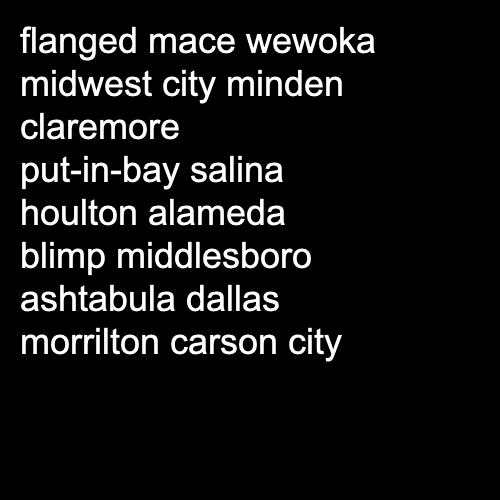 flanged mace wewoka
midwest city minden
claremore
put-in-bay salina
houlton alameda
blimp middlesboro
ashtabula dallas
morrilton carson city